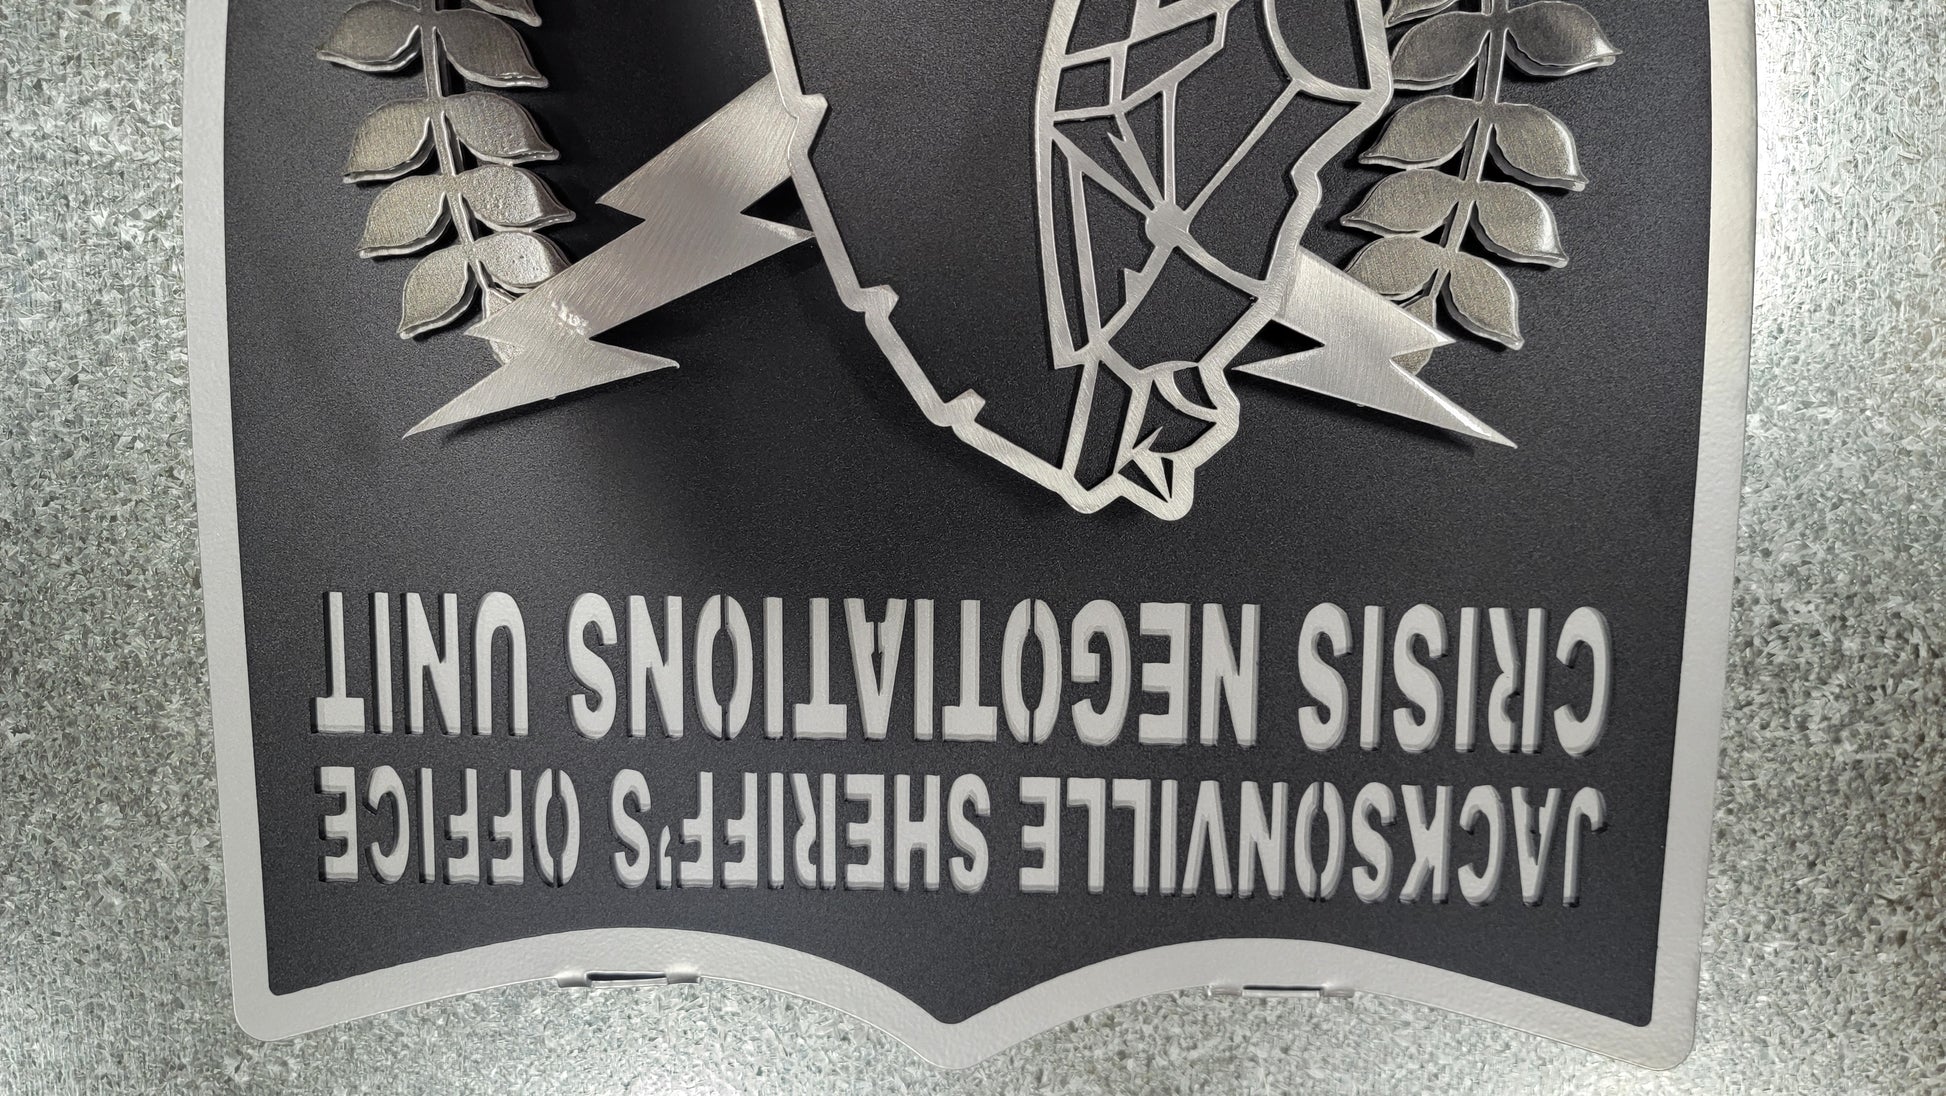 JACKSONVILLE SHERIFF'S OFFICE
CRISIS NEGOTIATIONS UNIT